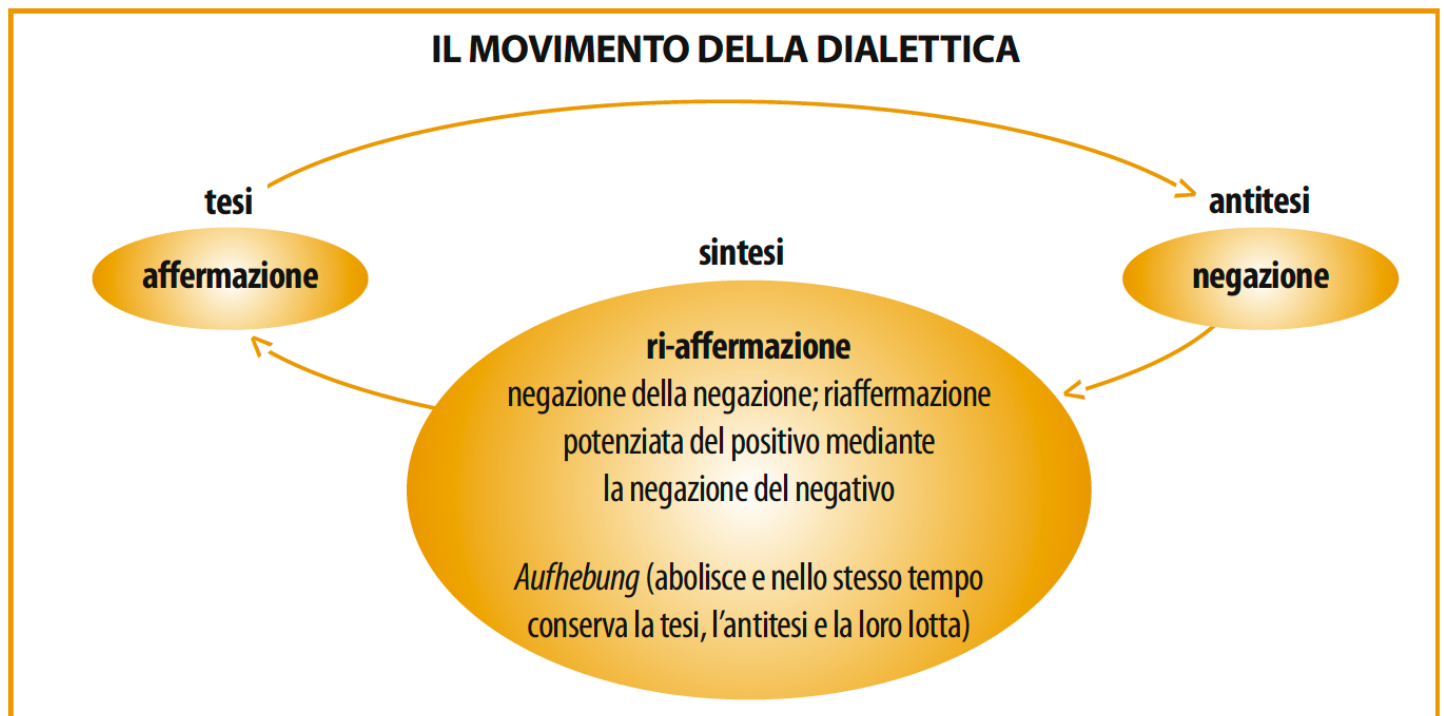 IL MOVIMENTO DELLA DIALETTICA
tesi
affermazione
antitesi
negazione
sintesi
ri-affermazione
negazione della negazione; riaffermazione
potenziata del positivo mediante
la negazione del negativo
Aufhebung (abolisce e nello stesso tempo
conserva la tesi, l’antitesi e la loro lotta)